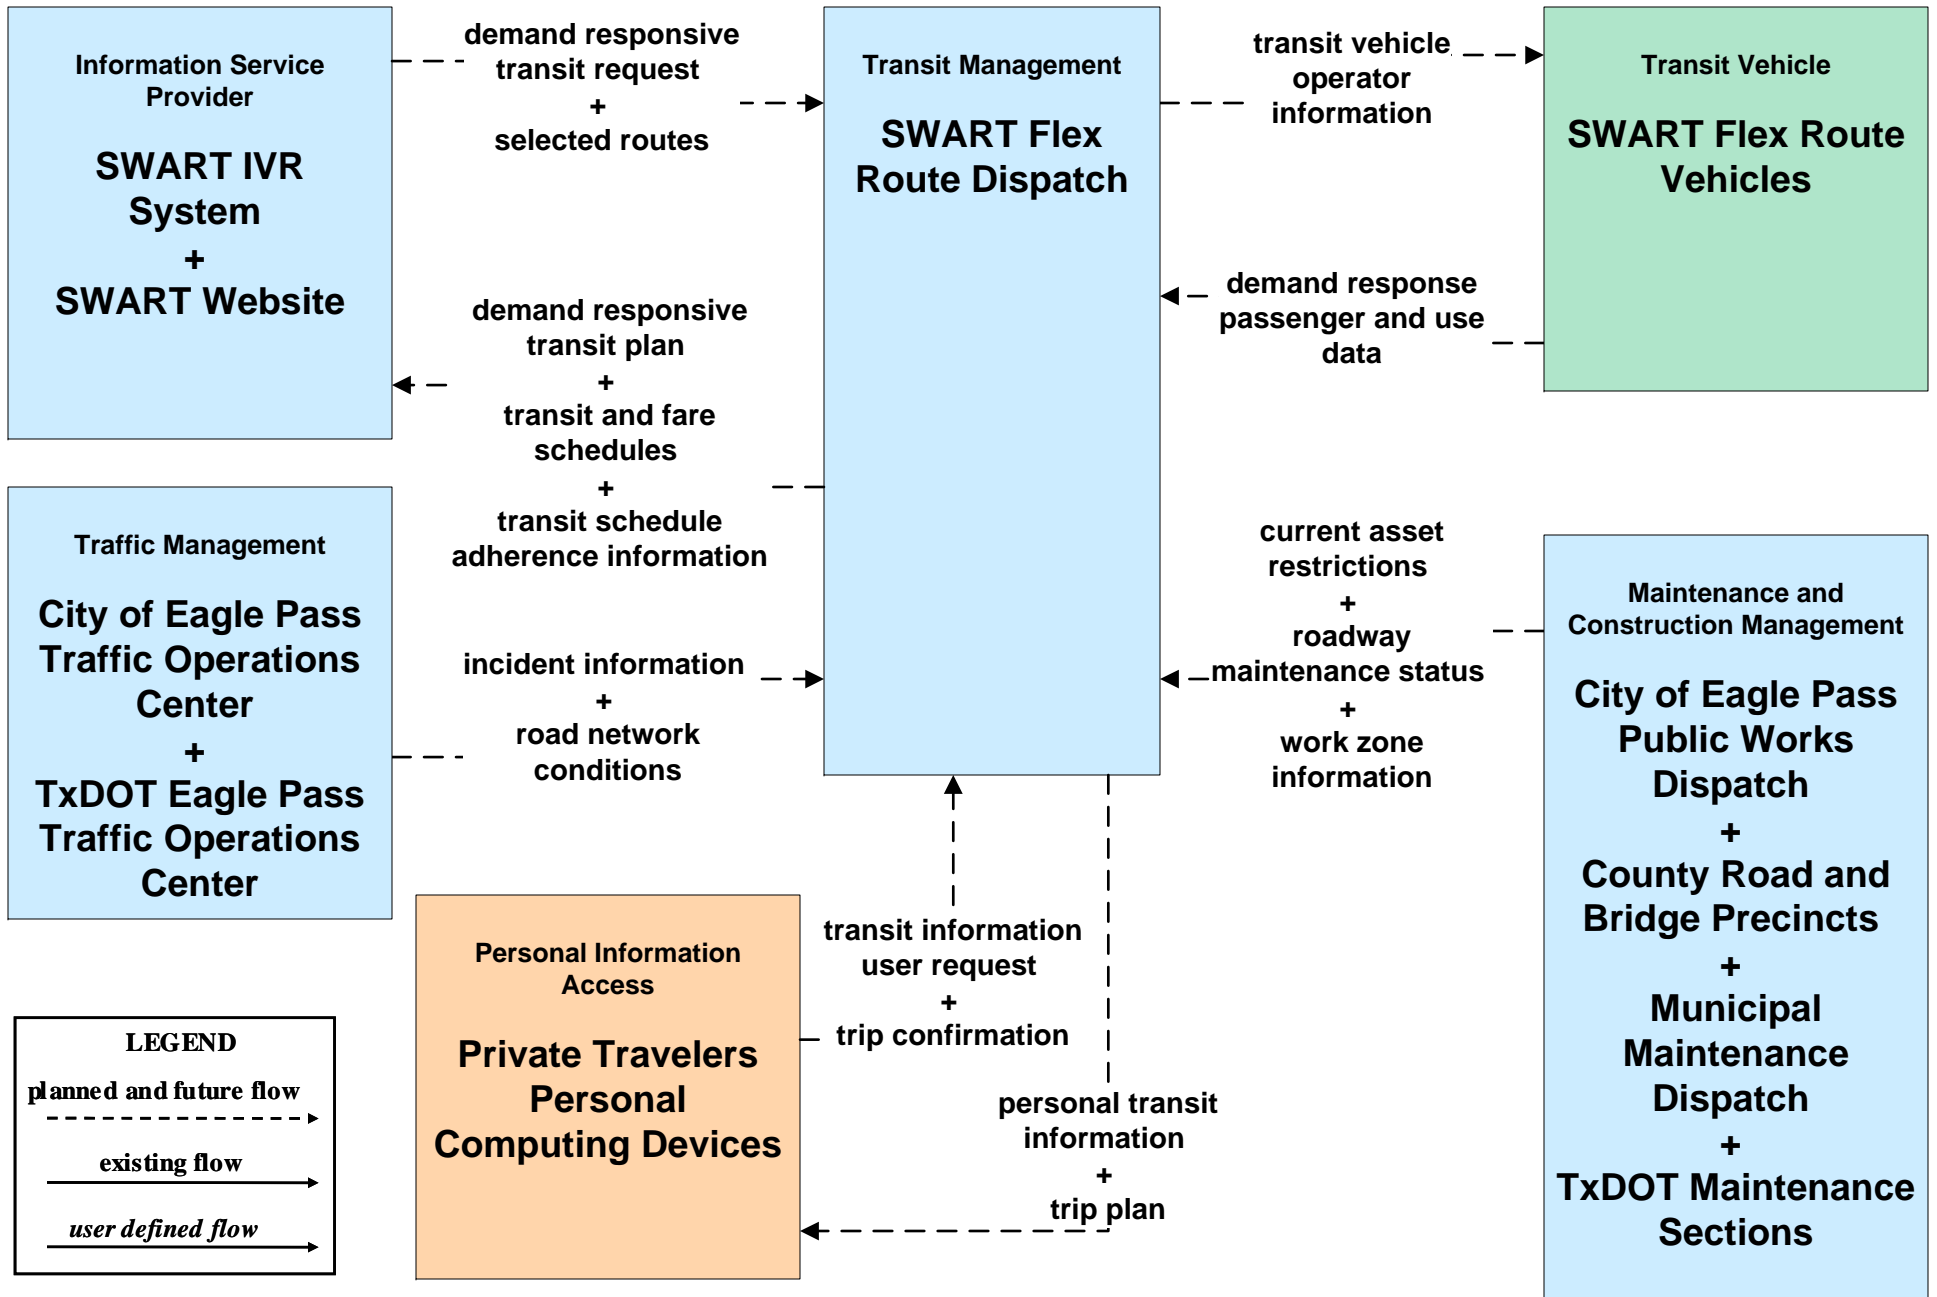 Information Service
Provider
SWART IVR
System
+
SWART Website
demand responsive
transit request
+
selected routes
Transit Management
SWART Flex
Route Dispatch
transit vehicle
operator
information
Transit Vehicle
SWART Flex Route
Vehicles
demand responsive
transit plan
+
transit and fare
schedules
+
transit schedule
adherence information
demand response
passenger and use
data
Traffic Management
City of Eagle Pass
Traffic Operations
Center
+
TxDOT Eagle Pass
Traffic Operations
Center
incident information
+
road network
conditions
current asset
restrictions
+
roadway
maintenance status
+
work zone
information
Maintenance and
Construction Management
City of Eagle Pass
Public Works
Dispatch
+
County Road and
Bridge Precincts
+
Municipal
Maintenance
Dispatch
+
TxDOT Maintenance
Sections
Personal Information
Access
Private Travelers
Personal
Computing Devices
transit information
user request
+
trip confirmation
personal transit
information
+
trip plan
LEGEND
planned and future flow
existing flow
user defined flow